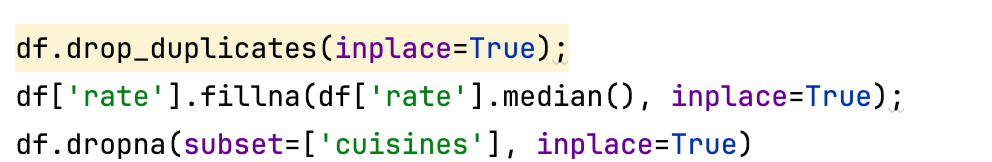 df.drop_duplicates(inplace=True);
df['rate'].fillna(df['rate'].median(), inplace=True);
df.dropna(subset=['cuisines'], inplace=True)